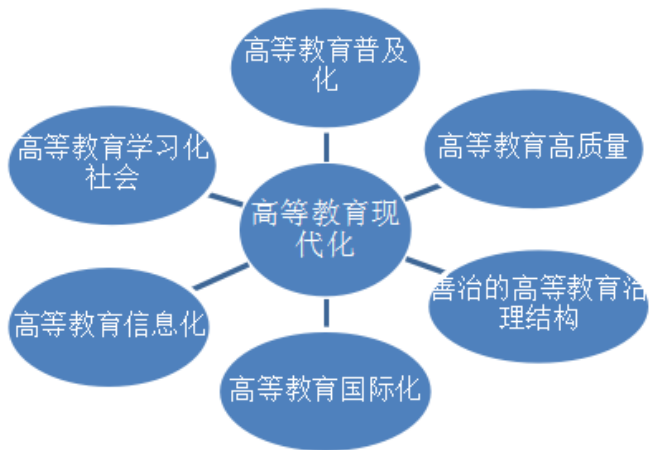 高等教育普及
化
高等教育高质量
高等教育学习化
社会
高等教育现
代化
善治的高等教育治
理结构
高等教育信息化
高等教育国际化